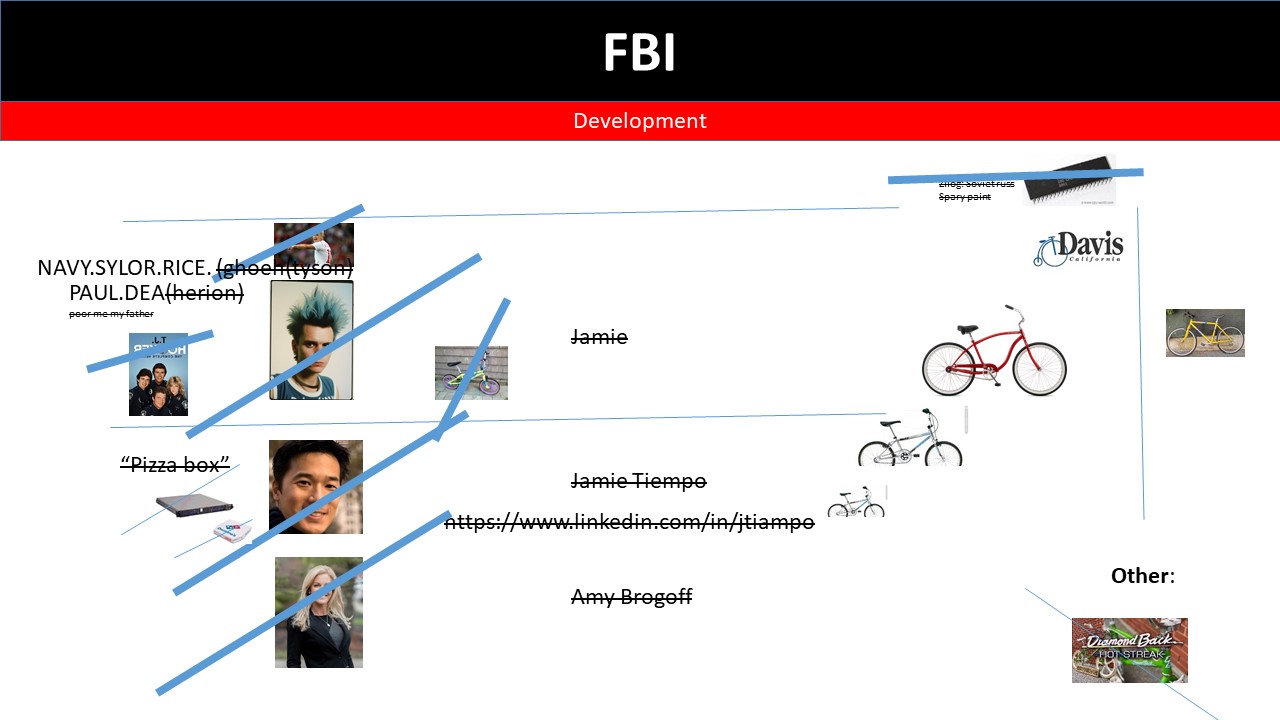 FBI
Development
Zilog: Soviet russ
Spary paint
Davis
California
NAVY.SYLOR.RICE. (ghoen(tyson)
PAUL.DEA(herion)
poor me my father
Jamie
"Pizza box"
Jamie Tiempo
https://www.linkedin.com/in/jtiampo
Amy Brogoff
Other:
Diamond Back
HOT STREAK